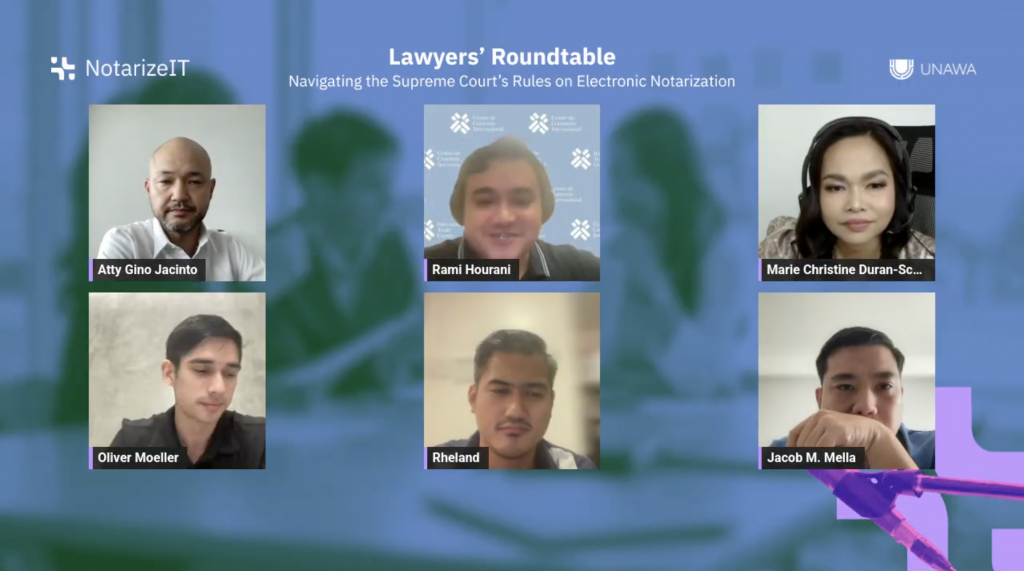 NotarizeIT
Lawyers’ Roundtable
Navigating the Supreme Court’s Rules on Electronic Notarization
UNAWA
Atty Gino Jacinto
Rami Hourani
Marie Christine Duran-Sc...
Oliver Moeller
Rheland
Jacob M. Mella